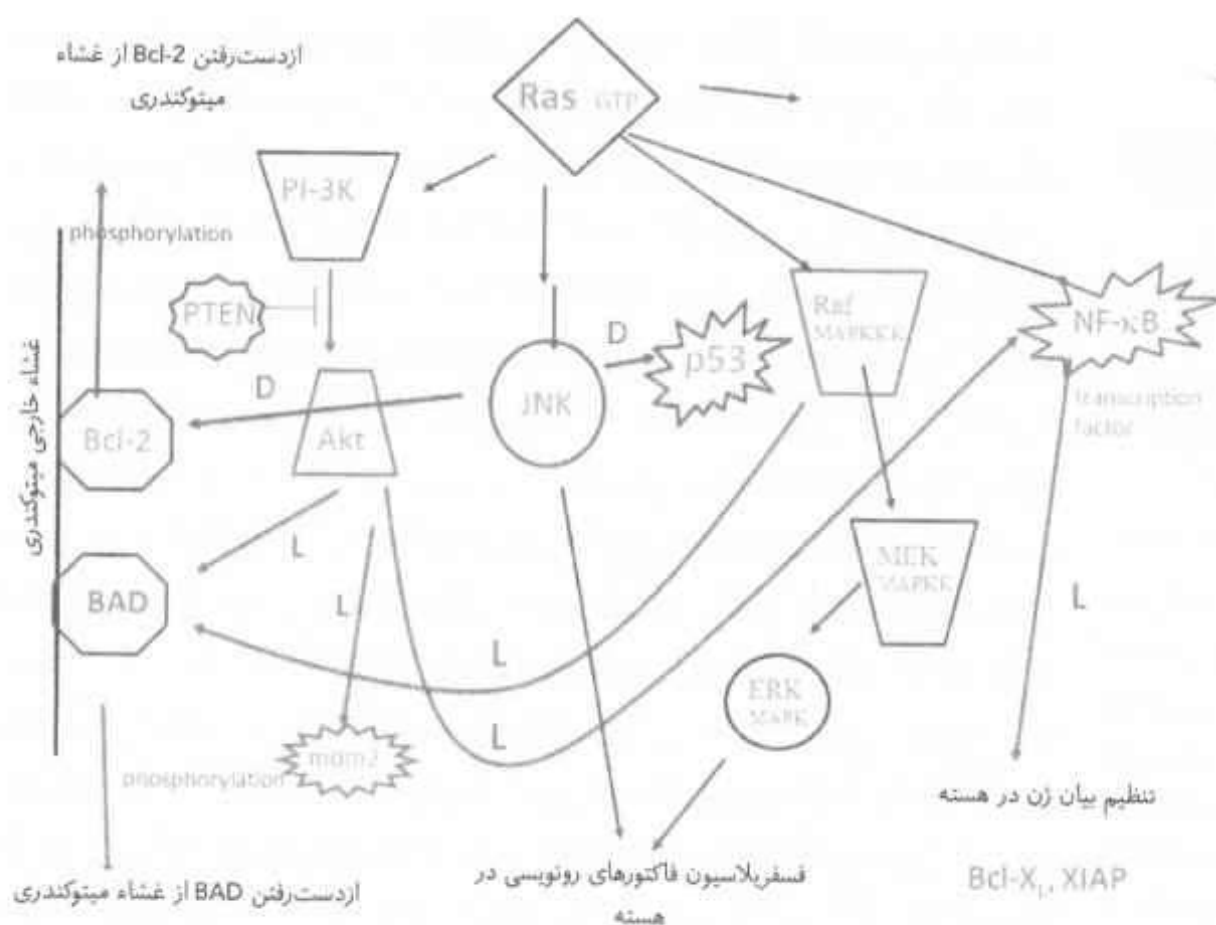 ازدست‌رفتن Bcl-2 از غشاء
میتوکندری
Ras GTP
PI-3K
phosphorylation
PTEN
غشاء خارجی میتوکندری
D
Bcl-2
Akt
JNK
D
p53
Raf
MAPKKK
NF-κB
transcription
factor
L
BAD
L
L
L
MEK
MAPKK
L
ERK
MAPK
mdm2
phosphorylation
تنظیم بیان ژن در هسته
Bcl-X_L, XIAP
فسفریلاسیون فاکتورهای رونویسی در
هسته
ازدست‌رفتن BAD از غشاء میتوکندری